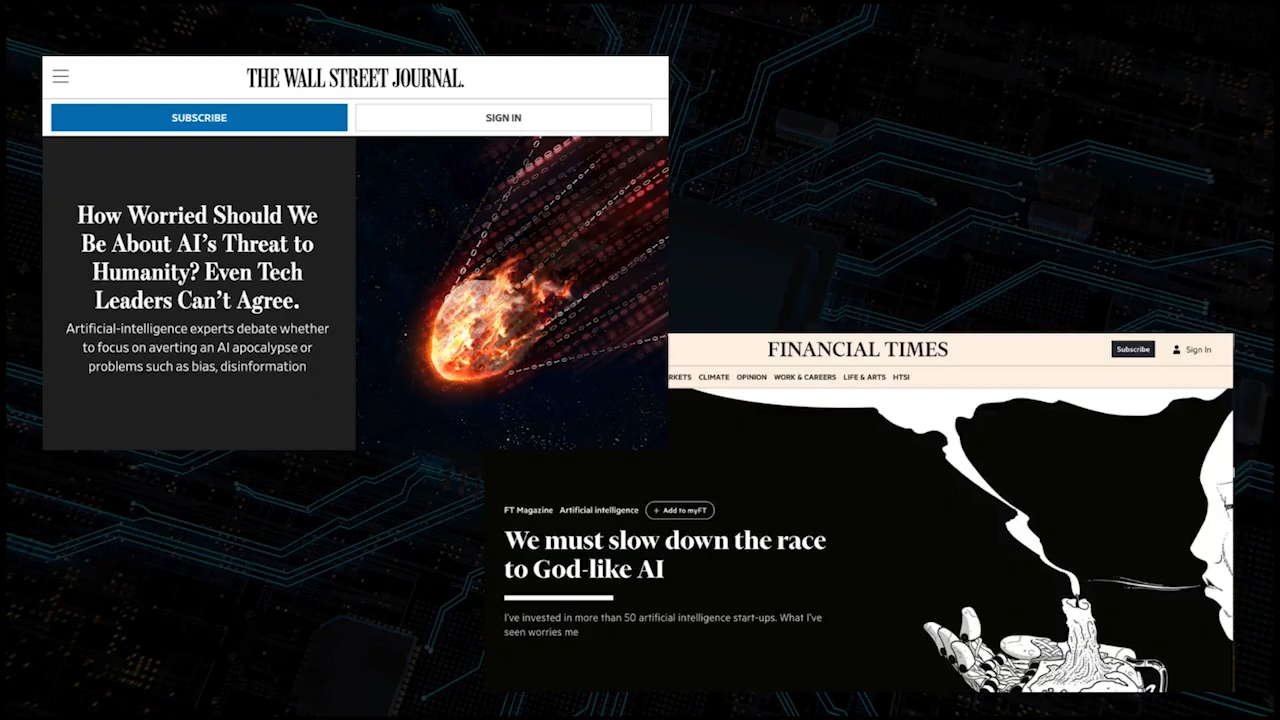 THE WALL STREET JOURNAL.
SUBSCRIBE
SIGN IN
How Worried Should We
Be About AI's Threat to
Humanity? Even Tech
Leaders Can't Agree.
Artificial-intelligence experts debate whether
to focus on averting an AI apocalypse or
problems such as bias, disinformation
FINANCIAL TIMES
Subscribe
Sign In
RKETS CLIMATE OPINION WORK & CAREERS LIFE & ARTS HTSI
FT Magazine Artificial intelligence + Add to myFT
We must slow down the race
to God-like AI
I've invested in more than 50 artificial intelligence start-ups. What I've
seen worries me